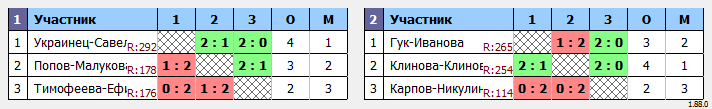 1 Участник 1 2 3 О М
1 Украинец-Савел R:292 2 : 1 2 : 0 4 1
2 Попов-Малукова R:178 1 : 2 2 : 1 3 2
3 Тимофеева-Ефи R:176 0 : 2 1 : 2 2 3
2 Участник 1 2 3 О М
1 Гук-Иванова R:265 1 : 2 2 : 0 3 2
2 Клинова-Клинов R:254 2 : 1 2 : 0 4 1
3 Карпов-Никулин R:114 0 : 2 0 : 2 2 3
1.88.0